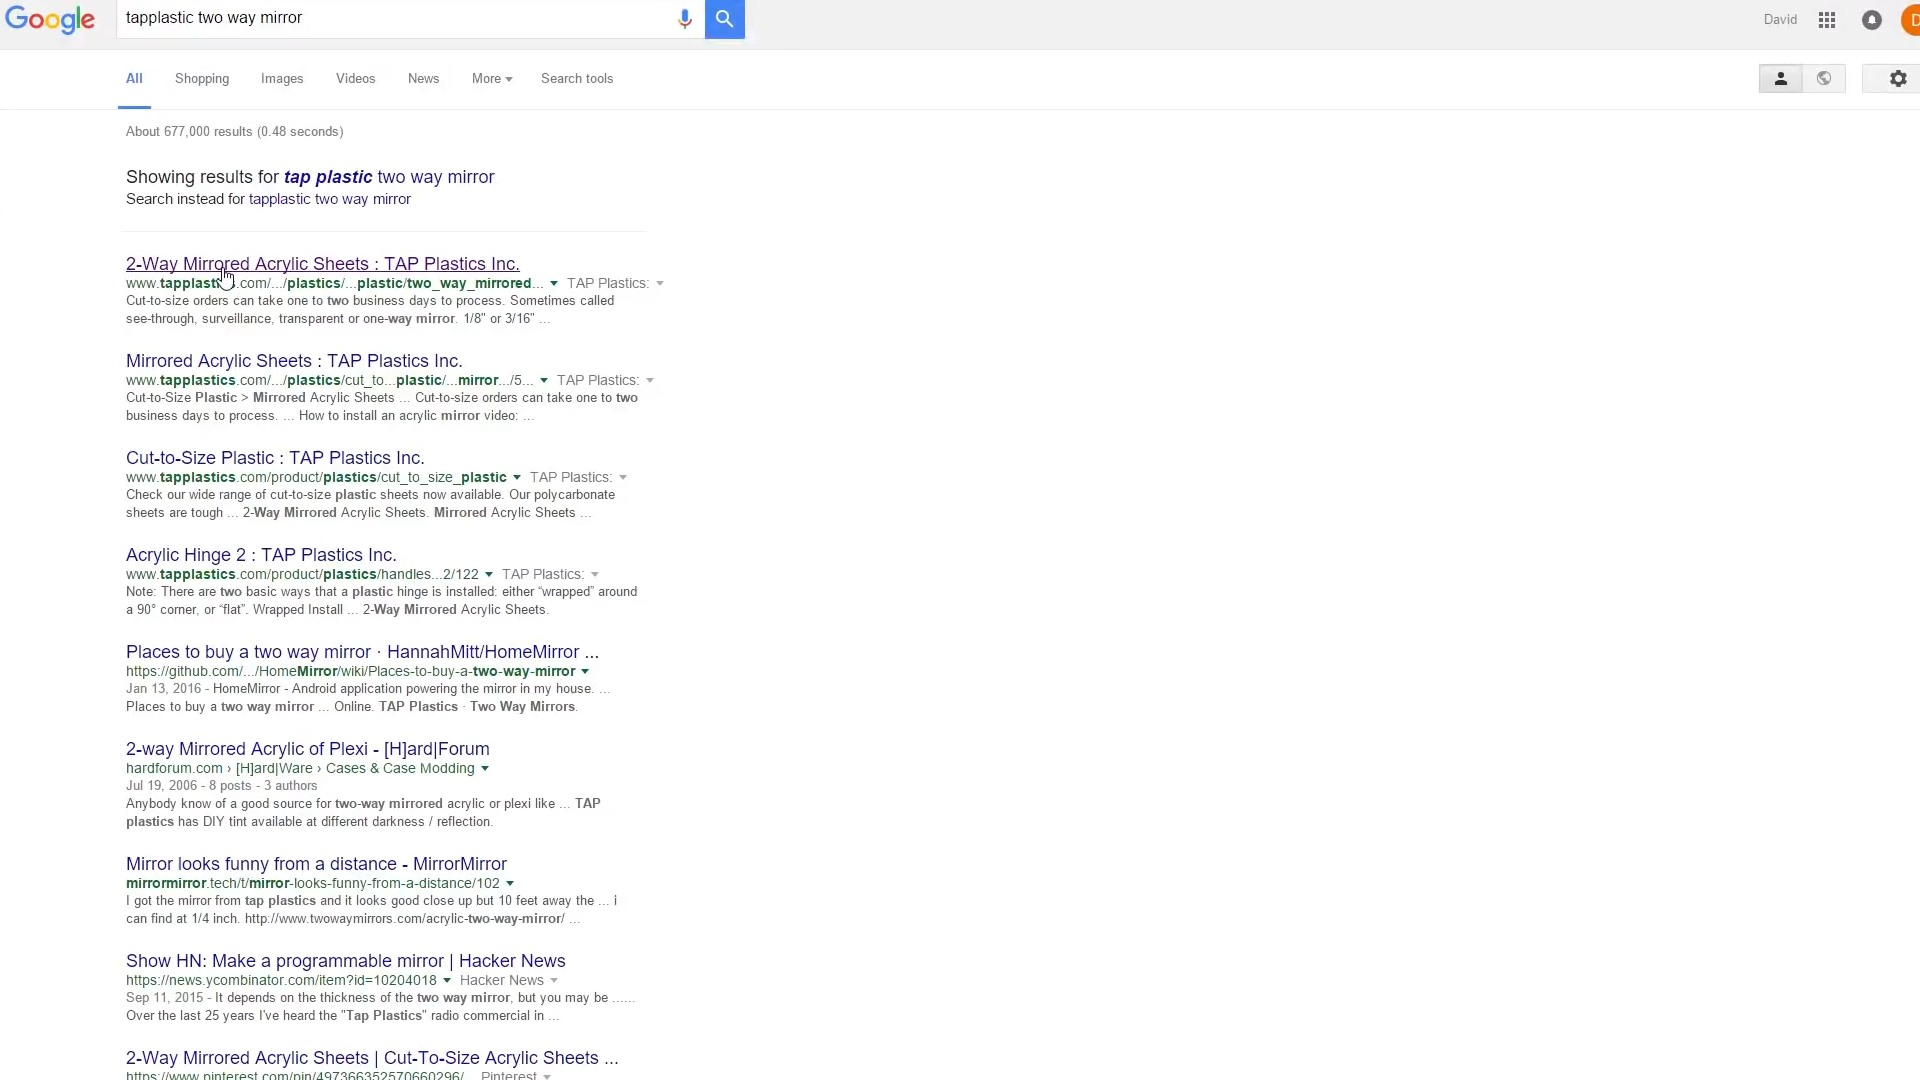 Google
tapplastic two way mirror
David
All Shopping Images Videos News More Search tools
About 677,000 results (0.48 seconds)
Showing results for tap plastic two way mirror
Search instead for tapplastic two way mirror
2-Way Mirrored Acrylic Sheets : TAP Plastics Inc.
www.tapplastics.com/.../plastics/...plastic/two_way_mirrored... TAP Plastics:
Cut-to-size orders can take one to two business days to process. Sometimes called
see-through, surveillance, transparent or one-way mirror. 1/8" or 3/16" ...
Mirrored Acrylic Sheets : TAP Plastics Inc.
www.tapplastics.com/.../plastics/cut_to...plastic/...mirror.../5... TAP Plastics:
Cut-to-Size Plastic > Mirrored Acrylic Sheets ... Cut-to-size orders can take one to two
business days to process. ... How to install an acrylic mirror video: ...
Cut-to-Size Plastic : TAP Plastics Inc.
www.tapplastics.com/product/plastics/cut_to_size_plastic TAP Plastics:
Check our wide range of cut-to-size plastic sheets now available. Our polycarbonate
sheets are tough ... 2-Way Mirrored Acrylic Sheets. Mirrored Acrylic Sheets ...
Acrylic Hinge 2 : TAP Plastics Inc.
www.tapplastics.com/product/plastics/handles...2/122 TAP Plastics:
Note: There are two basic ways that a plastic hinge is installed: either “wrapped” around
a 90° corner, or “flat”. Wrapped Install ... 2-Way Mirrored Acrylic Sheets.
Places to buy a two way mirror · HannahMitt/HomeMirror ...
https://github.com/.../HomeMirror/wiki/Places-to-buy-a-two-way-mirror
Jan 13, 2016 - HomeMirror - Android application powering the mirror in my house. ...
Places to buy a two way mirror ... Online. TAP Plastics · Two Way Mirrors.
2-way Mirrored Acrylic of Plexi - [H]ard|Forum
hardforum.com › [H]ard|Ware › Cases & Case Modding
Jul 19, 2006 - 8 posts - 3 authors
Anybody know of a good source for two-way mirrored acrylic or plexi like ... TAP
plastics has DIY tint available at different darkness / reflection.
Mirror looks funny from a distance - MirrorMirror
mirrormirror.tech/t/mirror-looks-funny-from-a-distance/102
I got the mirror from tap plastics and it looks good close up but 10 feet away the ... i
can find at 1/4 inch. http://www.twowaymirrors.com/acrylic-two-way-mirror/ ...
Show HN: Make a programmable mirror | Hacker News
https://news.ycombinator.com/item?id=10204018 Hacker News
Sep 11, 2015 - It depends on the thickness of the two way mirror, but you may be ......
Over the last 25 years I've heard the "Tap Plastics" radio commercial in ...
2-Way Mirrored Acrylic Sheets | Cut-To-Size Acrylic Sheets ...
https://www.pinterest.com/pin/497366352570660296/ Pinterest